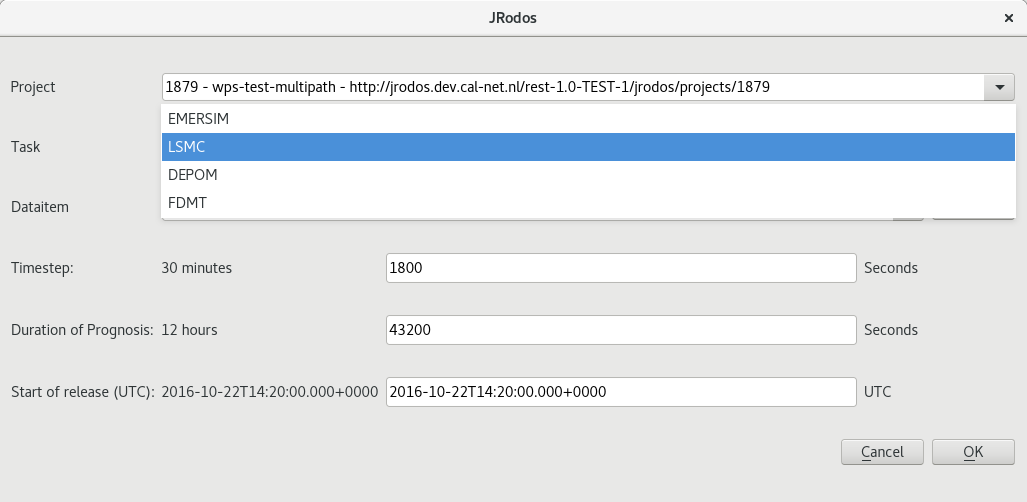 JRodos
Project 1879 - wps-test-multipath - http://jrodos.dev.cal-net.nl/rest-1.0-TEST-1/jrodos/projects/1879
EMERSIM
Task LSMC
DEPOM
Dataitem FDMT
Timestep: 30 minutes 1800 Seconds
Duration of Prognosis: 12 hours 43200 Seconds
Start of release (UTC): 2016-10-22T14:20:00.000+0000 2016-10-22T14:20:00.000+0000 UTC
Cancel OK